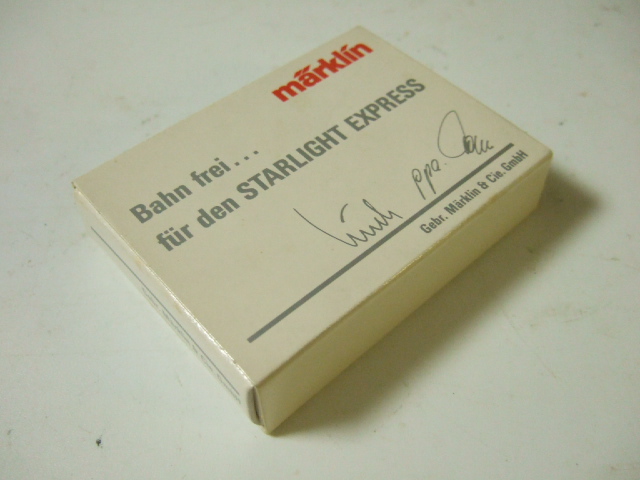 märklin
Bahn frei...
für den STARLIGHT EXPRESS
ppa.
Gebr. Märklin & Cie. GmbH